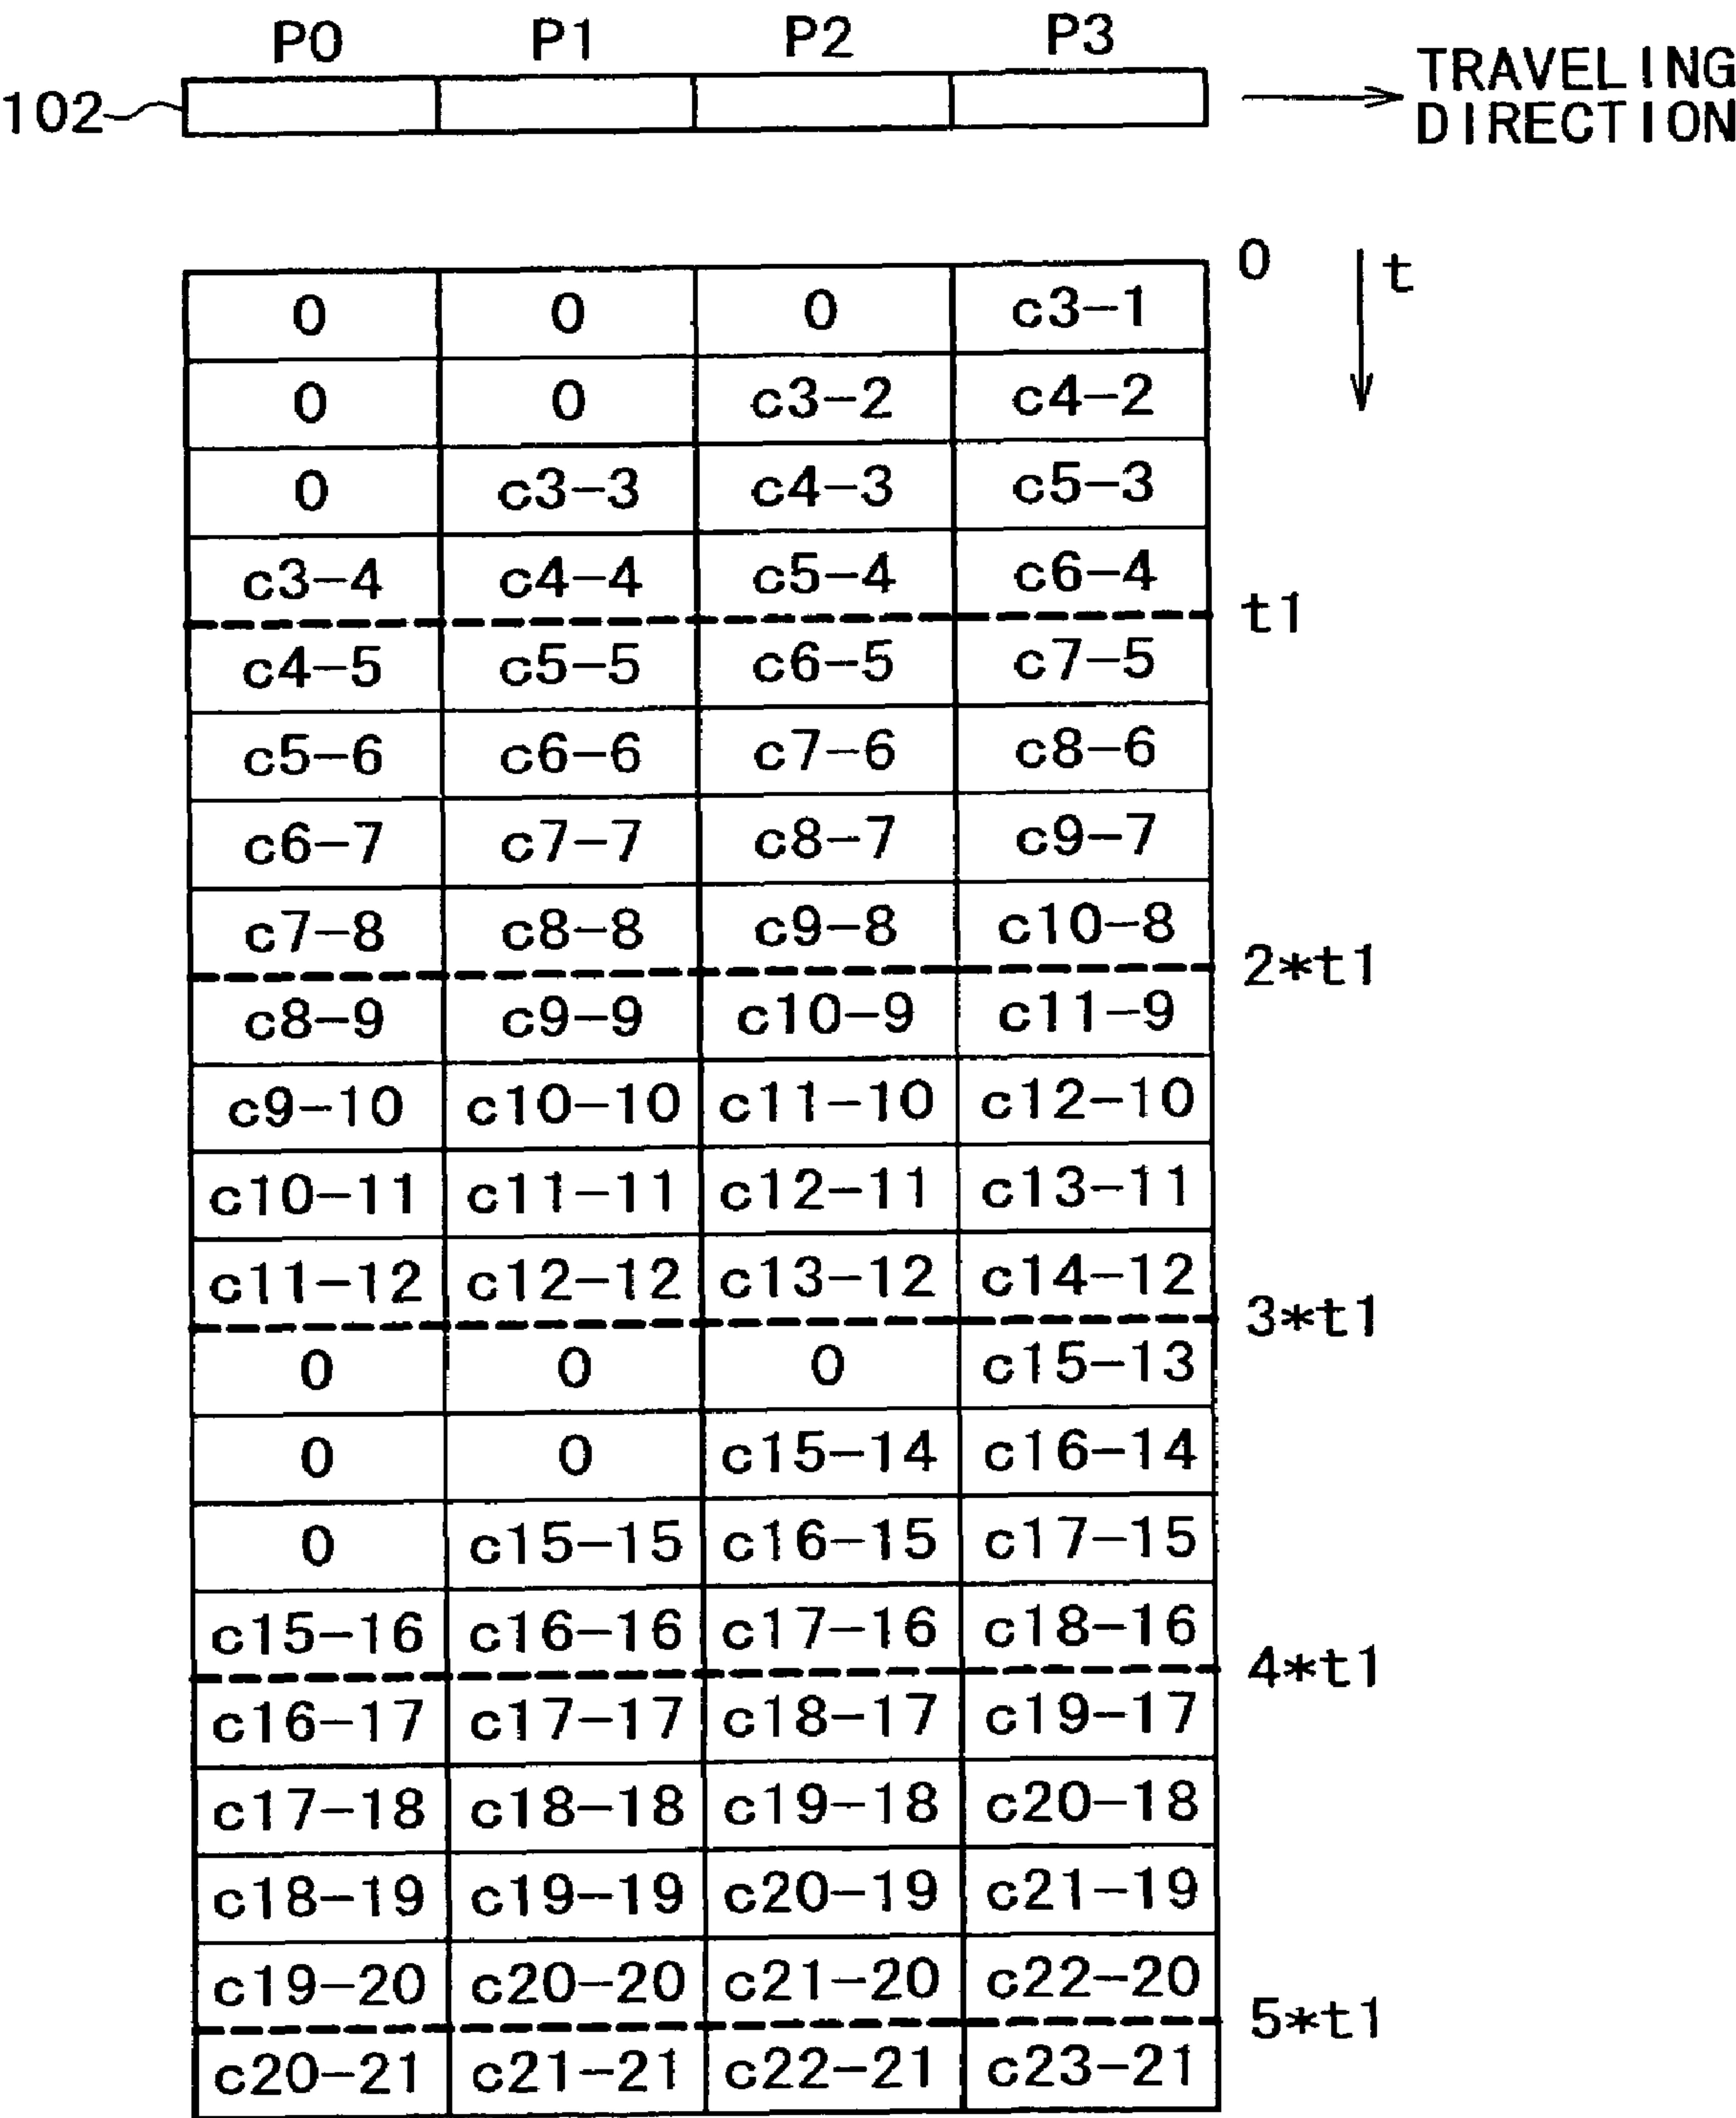 P0 P1 P2 P3
102 TRAVELING
DIRECTION
0 t
0 0 0 c3-1
0 0 c3-2 c4-2
0 c3-3 c4-3 c5-3
c3-4 c4-4 c5-4 c6-4
t1
c4-5 c5-5 c6-5 c7-5
c5-6 c6-6 c7-6 c8-6
c6-7 c7-7 c8-7 c9-7
c7-8 c8-8 c9-8 c10-8
2*t1
c8-9 c9-9 c10-9 c11-9
c9-10 c10-10 c11-10 c12-10
c10-11 c11-11 c12-11 c13-11
c11-12 c12-12 c13-12 c14-12
3*t1
0 0 0 c15-13
0 0 c15-14 c16-14
0 c15-15 c16-15 c17-15
c15-16 c16-16 c17-16 c18-16
4*t1
c16-17 c17-17 c18-17 c19-17
c17-18 c18-18 c19-18 c20-18
c18-19 c19-19 c20-19 c21-19
c19-20 c20-20 c21-20 c22-20
5*t1
c20-21 c21-21 c22-21 c23-21